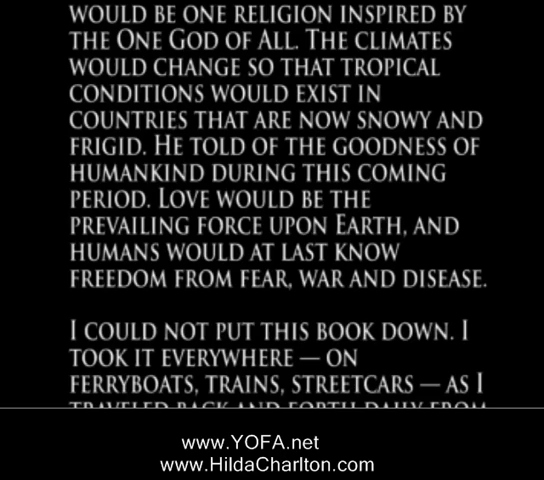 WOULD BE ONE RELIGION INSPIRED BY
THE ONE GOD OF ALL. THE CLIMATES
WOULD CHANGE SO THAT TROPICAL
CONDITIONS WOULD EXIST IN
COUNTRIES THAT ARE NOW SNOWY AND
FRIGID. HE TOLD OF THE GOODNESS OF
HUMANKIND DURING THIS COMING
PERIOD. LOVE WOULD BE THE
PREVAILING FORCE UPON EARTH, AND
HUMANS WOULD AT LAST KNOW
FREEDOM FROM FEAR, WAR AND DISEASE.
I COULD NOT PUT THIS BOOK DOWN. I
TOOK IT EVERYWHERE — ON
FERRYBOATS, TRAINS, STREETCARS — AS I
TRAVELED BACK AND FORTH DAILY FROM
www.YOFA.net
www.HildaCharlton.com